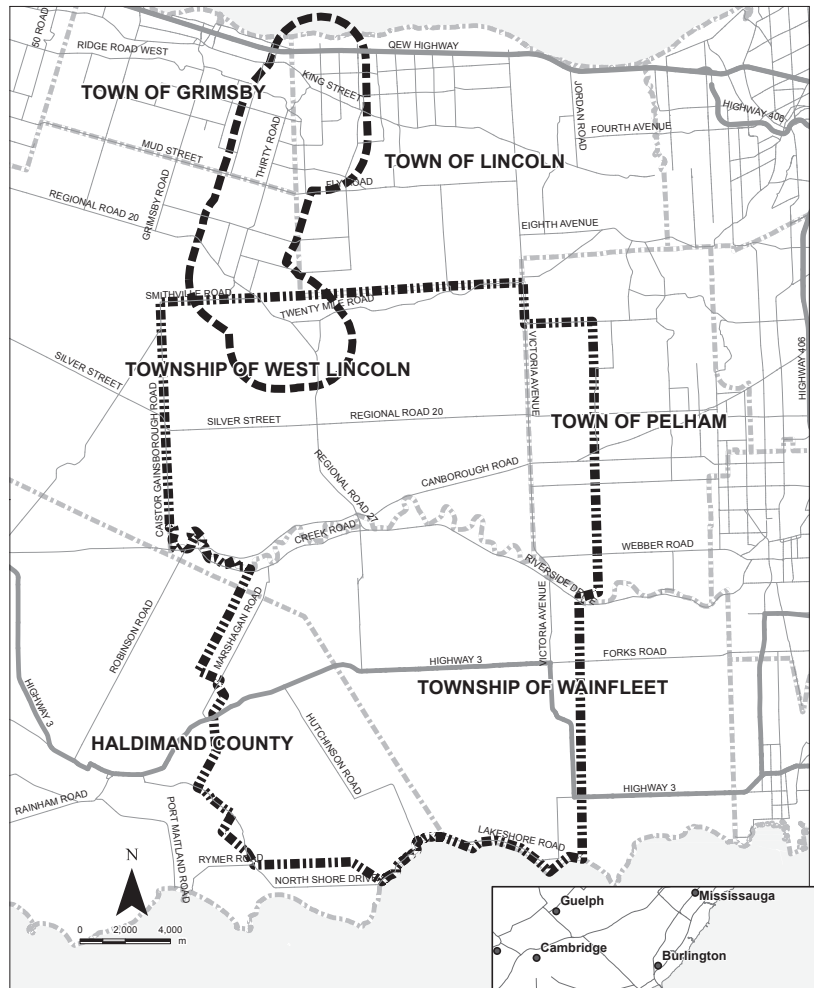 50 ROAD
RIDGE ROAD WEST
QEW HIGHWAY
KING STREET
TOWN OF GRIMSBY
JORDAN ROAD
HIGHWAY 406
THIRTY ROAD
FOURTH AVENUE
MUD STREET
TOWN OF LINCOLN
FLY ROAD
REGIONAL ROAD 20
GRIMSBY ROAD
EIGHTH AVENUE
SMITHVILLE ROAD
TWENTY MILE ROAD
SILVER STREET
TOWNSHIP OF WEST LINCOLN
VICTORIA AVENUE
HIGHWAY 406
CAISTOR GAINSBOROUGH ROAD
SILVER STREET
REGIONAL ROAD 20
TOWN OF PELHAM
REGIONAL ROAD 27
CANBOROUGH ROAD
CREEK ROAD
WEBBER ROAD
RIVERSIDE DRIVE
ROBINSON ROAD
MARSHAGAN ROAD
VICTORIA AVENUE
HIGHWAY 3
FORKS ROAD
TOWNSHIP OF WAINFLEET
HIGHWAY 3
HALDIMAND COUNTY
HUTCHINSON ROAD
HIGHWAY 3
RAINHAM ROAD
PORT MAITLAND ROAD
LAKESHORE ROAD
RYMER ROAD
NORTH SHORE DRIVE
N
0 2,000 4,000
m
Guelph
Mississauga
Cambridge
Burlington